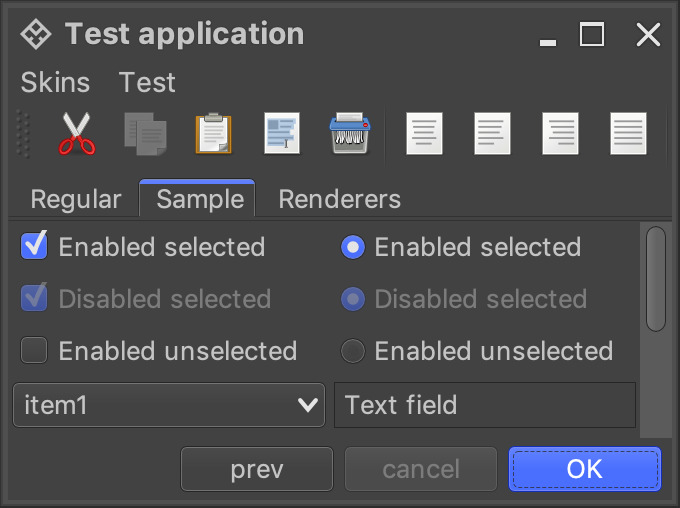 Test application
Skins Test
Regular Sample Renderers
Enabled selected Enabled selected
Disabled selected Disabled selected
Enabled unselected Enabled unselected
item1 Text field
prev cancel OK